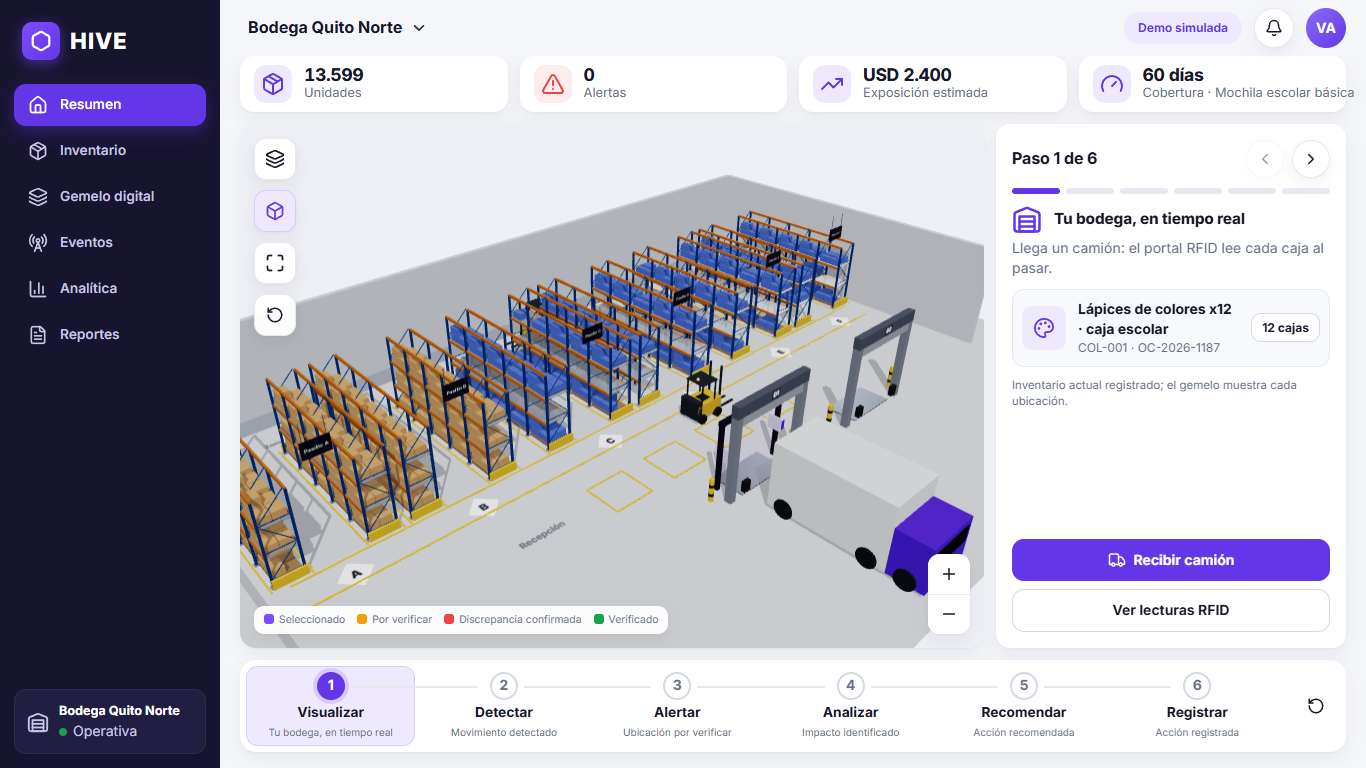 HIVE
Resumen
Inventario
Gemelo digital
Eventos
Analítica
Reportes
Bodega Quito Norte
Operativa
Bodega Quito Norte
Demo simulada
VA
13.599
Unidades
0
Alertas
USD 2.400
Exposición estimada
60 días
Cobertura · Mochila escolar básica
Pasillo A
A
B
C
Recepción
Seleccionado
Por verificar
Discrepancia confirmada
Verificado
Paso 1 de 6
Tu bodega, en tiempo real
Llega un camión: el portal RFID lee cada caja al
pasar.
Lápices de colores x12
· caja escolar
COL-001 · OC-2026-1187
12 cajas
Inventario actual registrado; el gemelo muestra cada
ubicación.
Recibir camión
Ver lecturas RFID
1
Visualizar
Tu bodega, en tiempo real
2
Detectar
Movimiento detectado
3
Alertar
Ubicación por verificar
4
Analizar
Impacto identificado
5
Recomendar
Acción recomendada
6
Registrar
Acción registrada